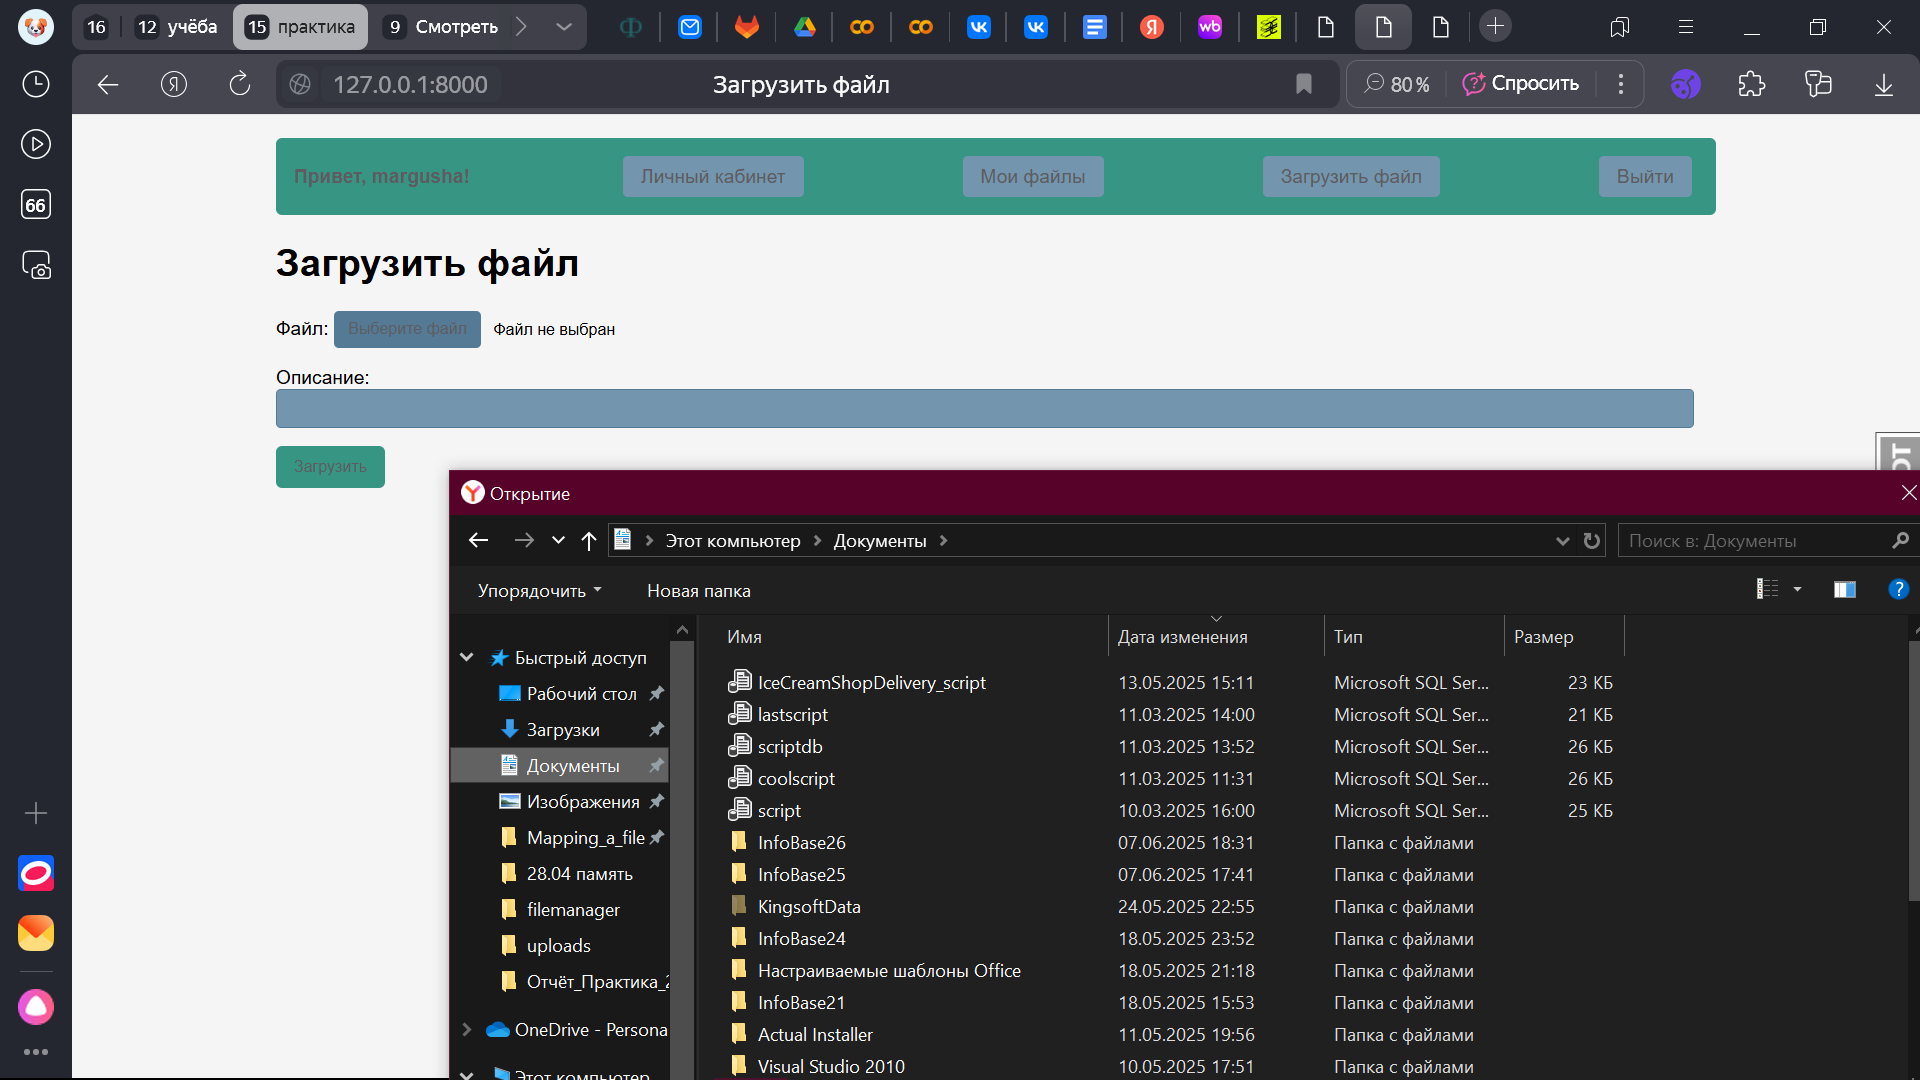 16 12 учёба 15 практика 9 Смотреть
Я wb
127.0.0.1:8000 Загрузить файл 80 % Спросить
66
Привет, margusha! Личный кабинет Мои файлы Загрузить файл Выйти
Загрузить файл
Файл: Выберите файл Файл не выбран
Описание:
Загрузить
Открытие
Этот компьютер Документы Поиск в: Документы
Упорядочить Новая папка ?
Имя Дата изменения Тип Размер
Быстрый доступ
Рабочий стол
Загрузки
Документы
Изображения
Mapping_a_file
28.04 память
filemanager
uploads
Отчёт_Практика_2
OneDrive - Persona
Этот компьютер
IceCreamShopDelivery_script 13.05.2025 15:11 Microsoft SQL Ser... 23 КБ
lastscript 11.03.2025 14:00 Microsoft SQL Ser... 21 КБ
scriptdb 11.03.2025 13:52 Microsoft SQL Ser... 26 КБ
coolscript 11.03.2025 11:31 Microsoft SQL Ser... 26 КБ
script 10.03.2025 16:00 Microsoft SQL Ser... 25 КБ
InfoBase26 07.06.2025 18:31 Папка с файлами
InfoBase25 07.06.2025 17:41 Папка с файлами
KingsoftData 24.05.2025 22:55 Папка с файлами
InfoBase24 18.05.2025 23:52 Папка с файлами
Настраиваемые шаблоны Office 18.05.2025 21:18 Папка с файлами
InfoBase21 18.05.2025 15:53 Папка с файлами
Actual Installer 11.05.2025 19:56 Папка с файлами
Visual Studio 2010 10.05.2025 17:51 Папка с файлами